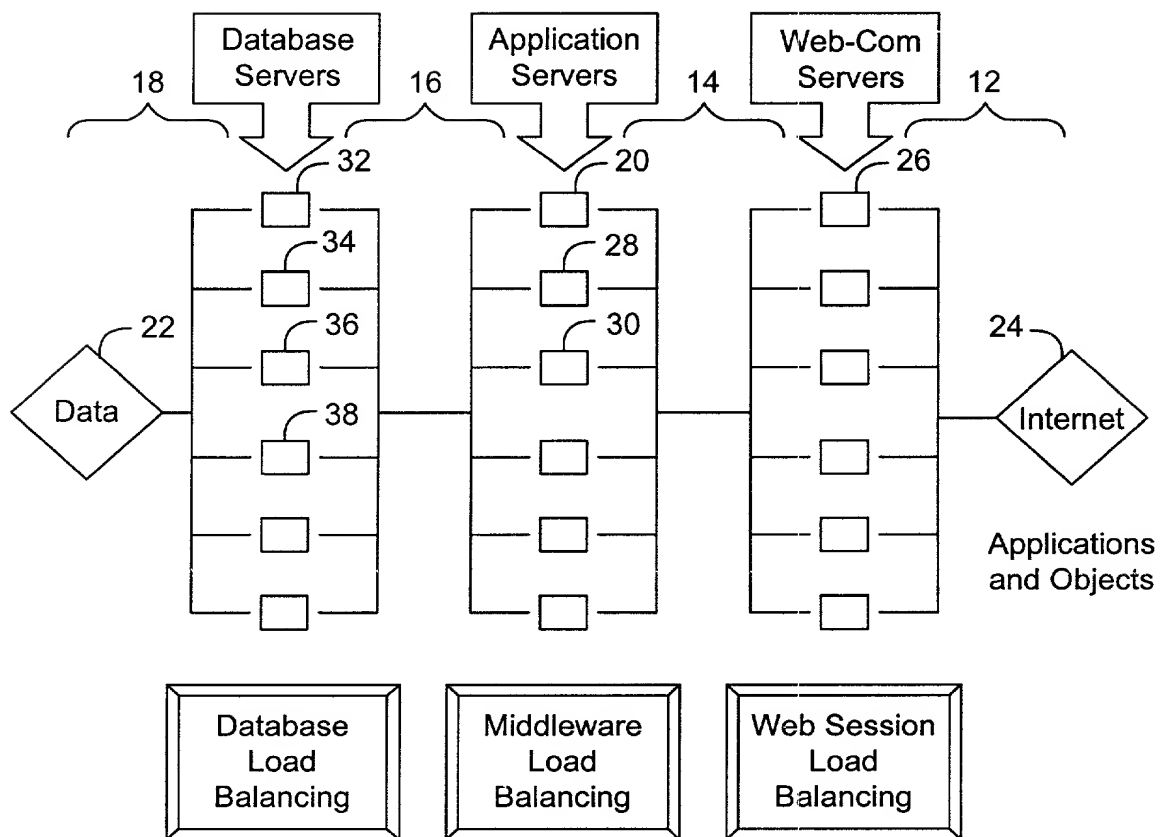 Database
Servers
Application
Servers
Web-Com
Servers
18
16
14
12
32
20
26
34
28
22
36
30
24
Data
38
Internet
Applications
and Objects
Database
Load
Balancing
Middleware
Load
Balancing
Web Session
Load
Balancing